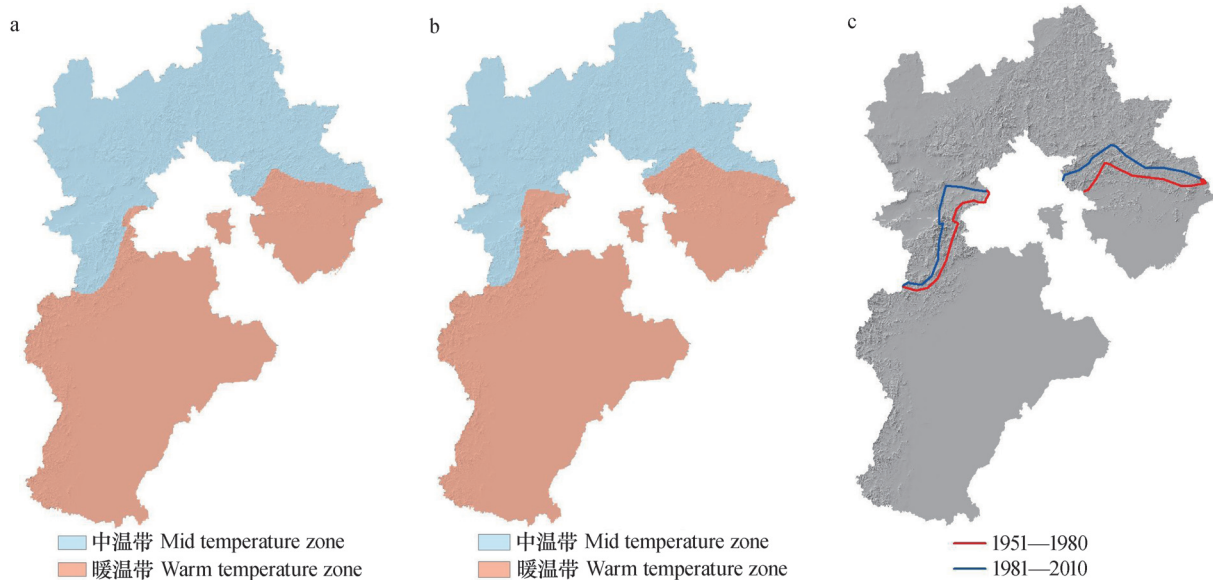 a
b
c
中温带 Mid temperature zone
暖温带 Warm temperature zone
中温带 Mid temperature zone
暖温带 Warm temperature zone
1951—1980
1981—2010